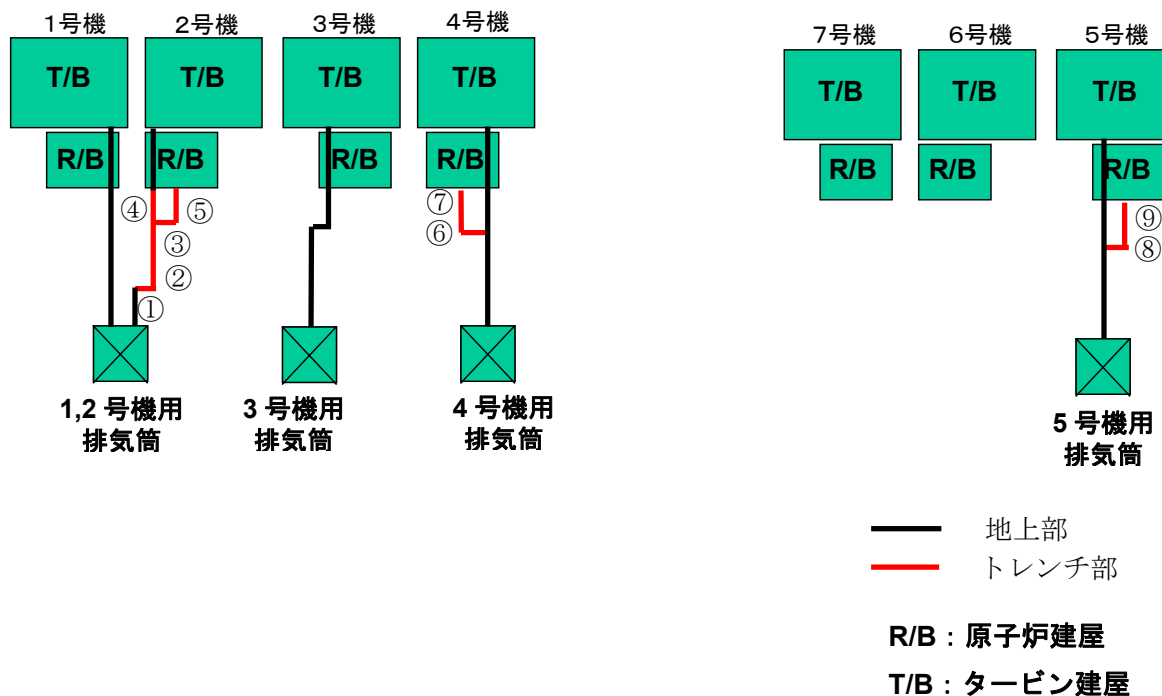 1号機 2号機 3号機 4号機
T/B T/B T/B T/B
R/B R/B R/B R/B
④ ⑤ ⑦
③ ⑥
②
①
1,2 号機用
排気筒
3 号機用
排気筒
4 号機用
排気筒
7号機 6号機 5号機
T/B T/B T/B
R/B R/B R/B
⑨
⑧
5 号機用
排気筒
地上部
トレンチ部
R/B：原子炉建屋
T/B：タービン建屋